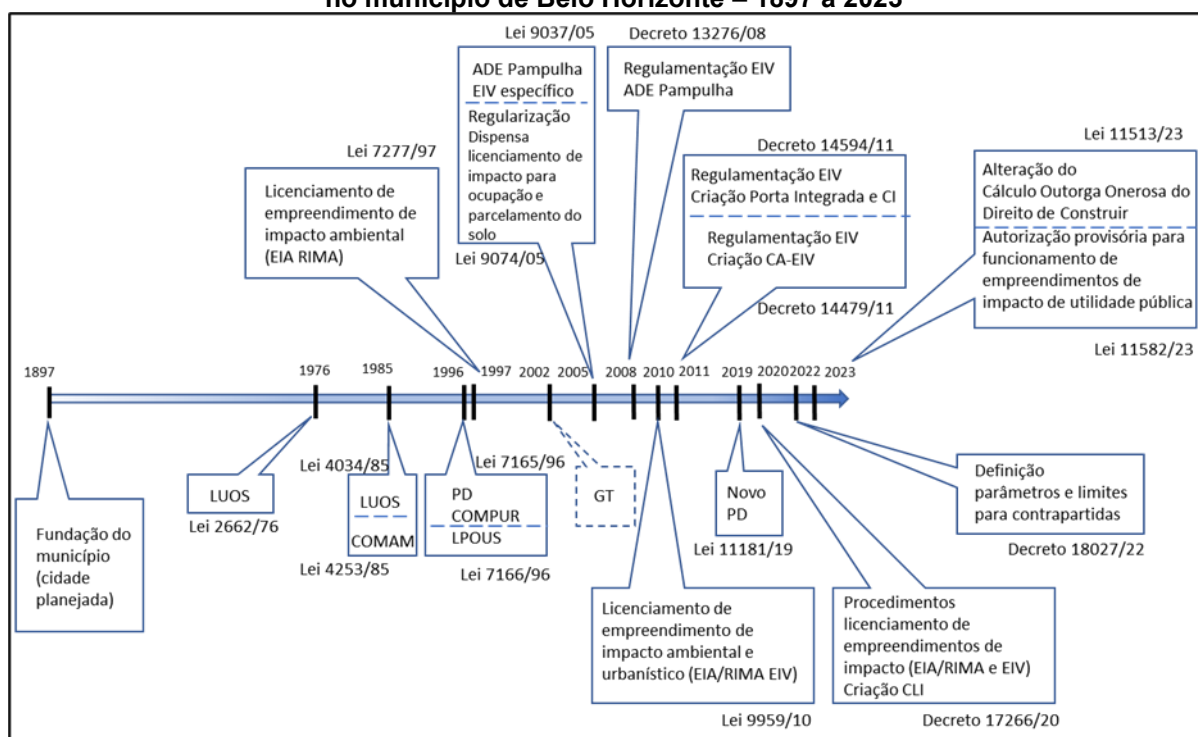 no município de Belo Horizonte – 1897 a 2023
Lei 9037/05
ADE Pampulha
EIV específico
Regularização
Dispensa
licenciamento de
impacto para
ocupação e
parcelamento do
solo
Lei 9074/05
Decreto 13276/08
Regulamentação EIV
ADE Pampulha
Lei 7277/97
Licenciamento de
empreendimento de
impacto ambiental
(EIA RIMA)
Decreto 14594/11
Regulamentação EIV
Criação Porta Integrada e CI
Regulamentação EIV
Criação CA-EIV
Decreto 14479/11
Lei 11513/23
Alteração do
Cálculo Outorga Onerosa do
Direito de Construir
Autorização provisória para
funcionamento de
empreendimentos de
impacto de utilidade pública
Lei 11582/23
1897
1976
1985
1996
1997
2002
2005
2008
2010
2011
2019
2020
2022
2023
Fundação do
município
(cidade
planejada)
LUOS
Lei 2662/76
Lei 4034/85
LUOS
COMAM
Lei 4253/85
Lei 7165/96
PD
COMPUR
LPOUS
Lei 7166/96
GT
Licenciamento de
empreendimento de
impacto ambiental e
urbanístico (EIA/RIMA EIV)
Lei 9959/10
Novo
PD
Lei 11181/19
Procedimentos
licenciamento de
empreendimentos de
impacto (EIA/RIMA e EIV)
Criação CLI
Decreto 17266/20
Definição
parâmetros e limites
para contrapartidas
Decreto 18027/22